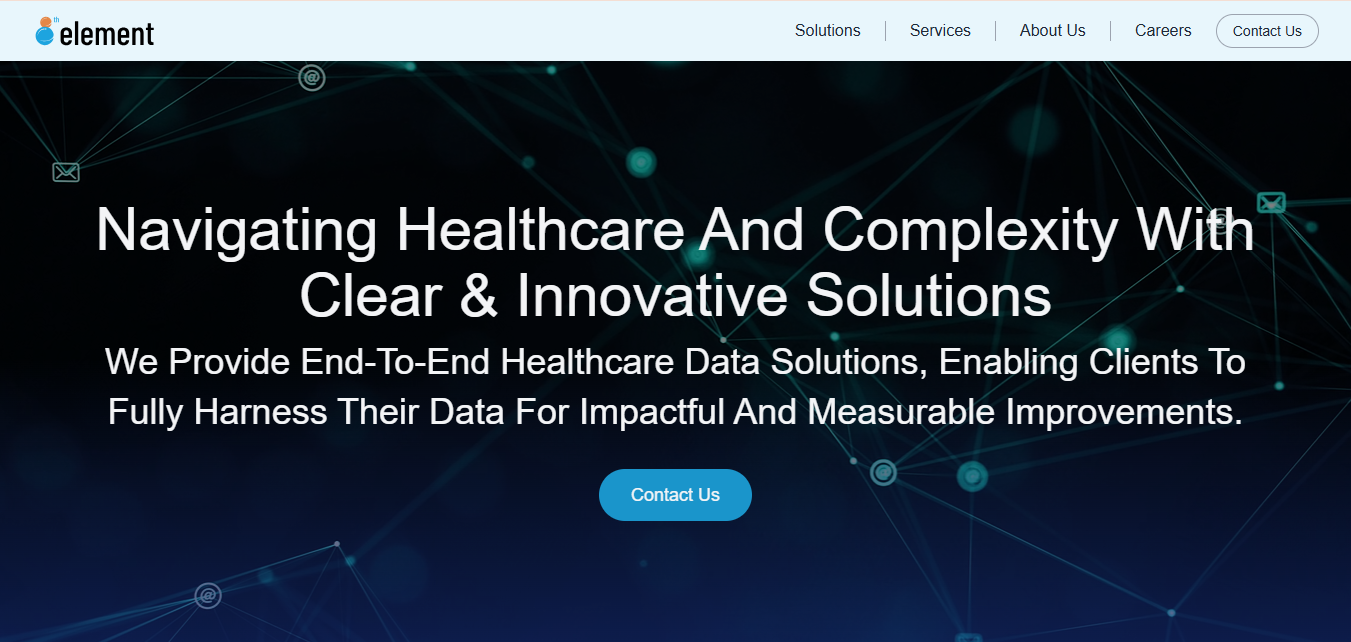 th
element
Solutions
Services
About Us
Careers
Contact Us
Navigating Healthcare And Complexity With
Clear & Innovative Solutions
We Provide End-To-End Healthcare Data Solutions, Enabling Clients To
Fully Harness Their Data For Impactful And Measurable Improvements.
Contact Us